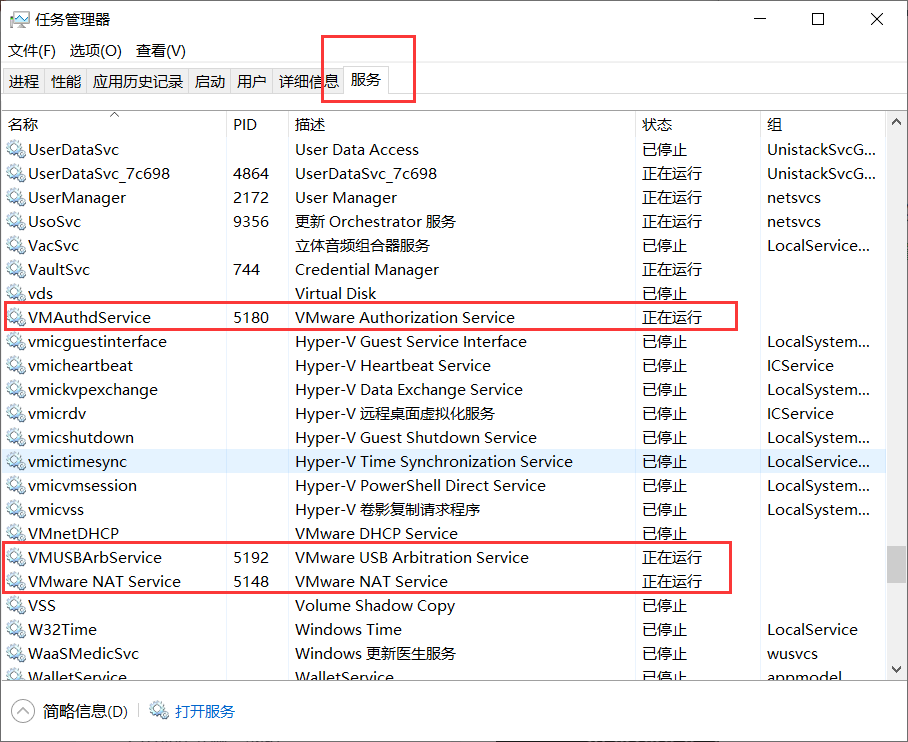 任务管理器
文件(F) 选项(O) 查看(V)
进程 性能 应用历史记录 启动 用户 详细信息 服务
名称 PID 描述 状态 组
UserDataSvc User Data Access 已停止 UnistackSvcG...
UserDataSvc_7c698 4864 UserDataSvc_7c698 正在运行 UnistackSvcG...
UserManager 2172 User Manager 正在运行 netsvcs
UsoSvc 9356 更新 Orchestrator 服务 正在运行 netsvcs
VacSvc 立体音频组合器服务 已停止 LocalService...
VaultSvc 744 Credential Manager 正在运行
vds Virtual Disk 已停止
VMAuthdService 5180 VMware Authorization Service 正在运行
vmicguestinterface Hyper-V Guest Service Interface 已停止 LocalSystem...
vmicheartbeat Hyper-V Heartbeat Service 已停止 ICService
vmickvpexchange Hyper-V Data Exchange Service 已停止 LocalSystem...
vmicrdv Hyper-V 远程桌面虚拟化服务 已停止 ICService
vmicshutdown Hyper-V Guest Shutdown Service 已停止 LocalSystem...
vmictimesync Hyper-V Time Synchronization Service 已停止 LocalService...
vmicvmsession Hyper-V PowerShell Direct Service 已停止 LocalSystem...
vmicvss Hyper-V 卷影复制请求程序 已停止 LocalSystem...
VMnetDHCP VMware DHCP Service 已停止
VMUSBArbService 5192 VMware USB Arbitration Service 正在运行
VMware NAT Service 5148 VMware NAT Service 正在运行
VSS Volume Shadow Copy 已停止
W32Time Windows Time 已停止 LocalService
WaaSMedicSvc Windows 更新医生服务 已停止 wusvcs
WalletService WalletService 已停止 appmodel
简略信息(D) 打开服务